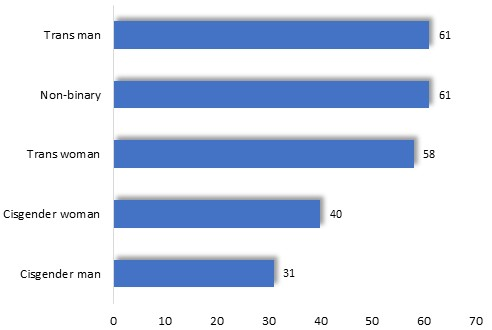 Trans man 61
Non-binary 61
Trans woman 58
Cisgender woman 40
Cisgender man 31
0 10 20 30 40 50 60 70